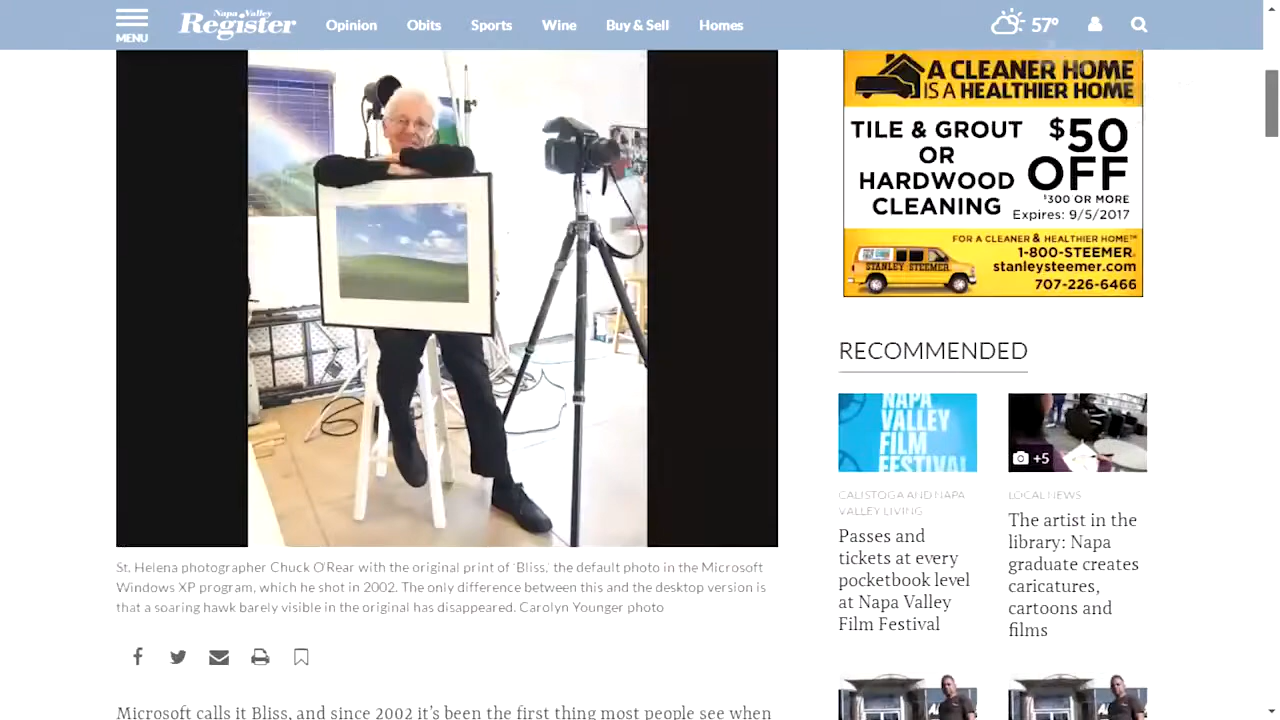 MENU
Napa Valley
Register
Opinion
Obits
Sports
Wine
Buy & Sell
Homes
57°
A CLEANER HOME
IS A HEALTHIER HOME
TILE & GROUT
OR
HARDWOOD
CLEANING
$50
OFF
$300 OR MORE
Expires: 9/5/2017
FOR A CLEANER & HEALTHIER HOME™
1-800-STEEMER
stanleysteemer.com
707-226-6466
STANLEY STEEMER
RECOMMENDED
NAPA
VALLEY
FILM
FESTIVAL
+5
CALISTOGA AND NAPA
VALLEY LIVING
Passes and
tickets at every
pocketbook level
at Napa Valley
Film Festival
LOCAL NEWS
The artist in the
library: Napa
graduate creates
caricatures,
cartoons and
films
St. Helena photographer Chuck O'Rear with the original print of 'Bliss,' the default photo in the Microsoft
Windows XP program, which he shot in 2002. The only difference between this and the desktop version is
that a soaring hawk barely visible in the original has disappeared. Carolyn Younger photo
Microsoft calls it Bliss, and since 2002 it's been the first thing most people see when